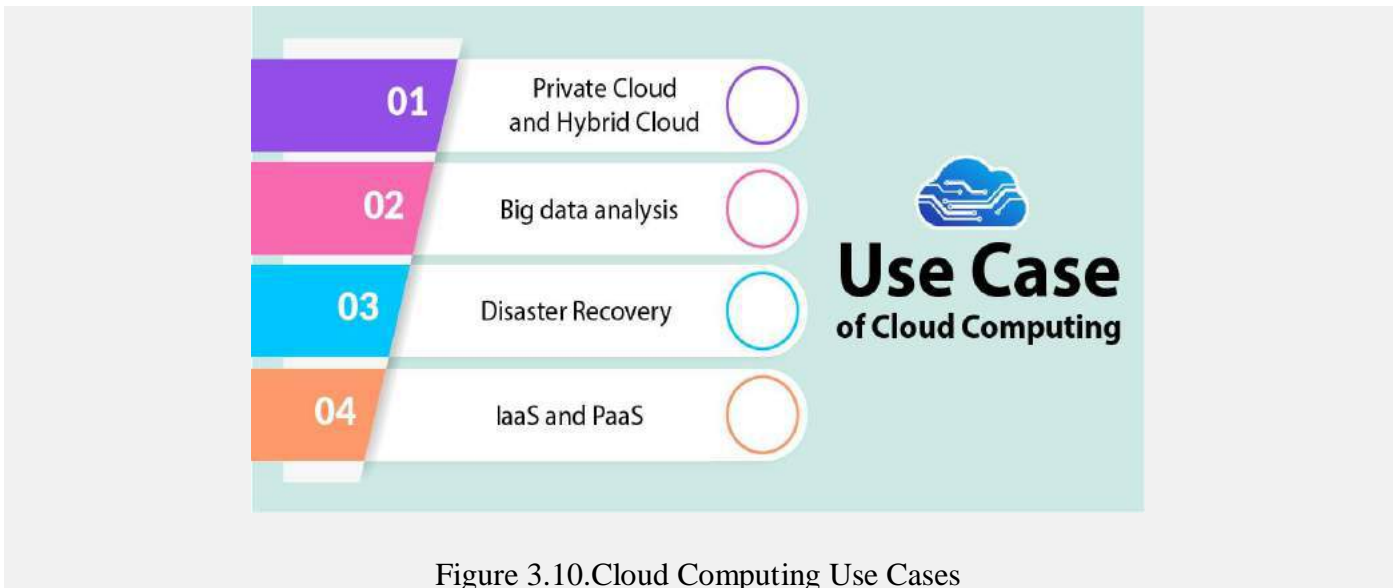 01
Private Cloud
and Hybrid Cloud
02
Big data analysis
03
Disaster Recovery
04
IaaS and PaaS
Use Case
of Cloud Computing
Figure 3.10.Cloud Computing Use Cases